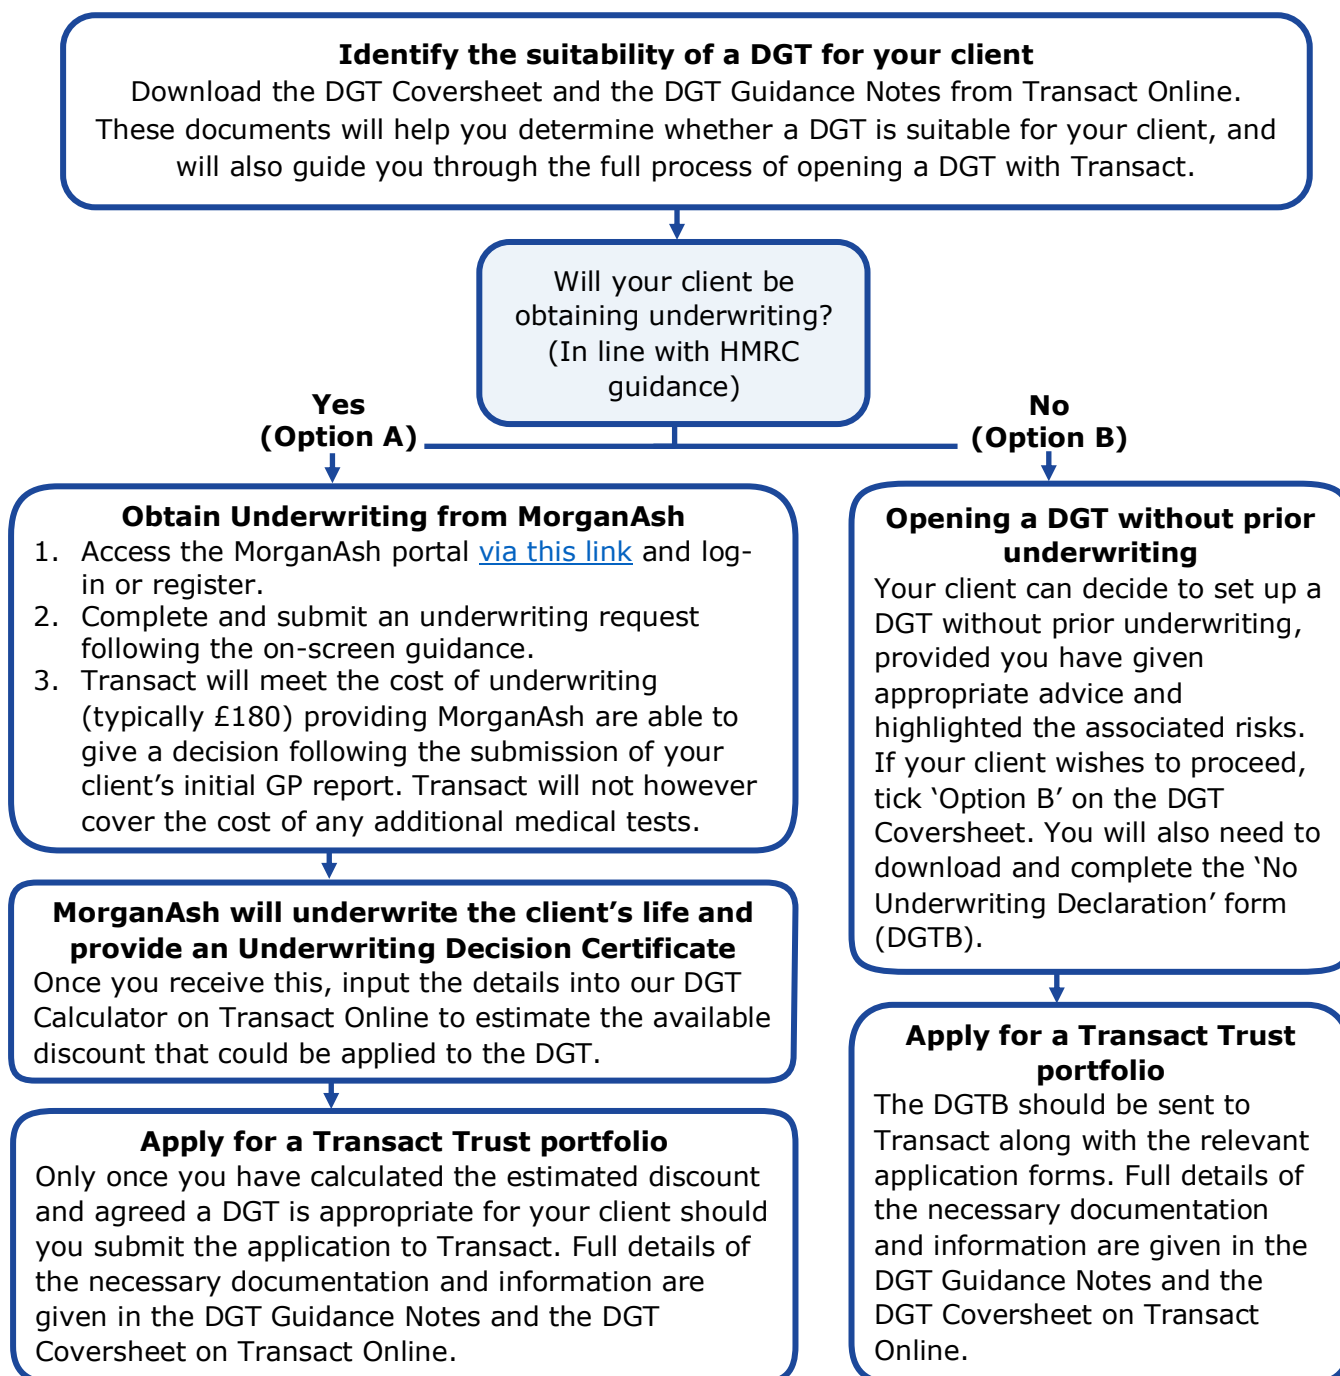 Identify the suitability of a DGT for your client
Download the DGT Coversheet and the DGT Guidance Notes from Transact Online.
These documents will help you determine whether a DGT is suitable for your client, and
will also guide you through the full process of opening a DGT with Transact.
Will your client be
obtaining underwriting?
(In line with HMRC
guidance)
Yes
(Option A)
No
(Option B)
Obtain Underwriting from MorganAsh
1. Access the MorganAsh portal via this link and log-
in or register.
2. Complete and submit an underwriting request
following the on-screen guidance.
3. Transact will meet the cost of underwriting
(typically £180) providing MorganAsh are able to
give a decision following the submission of your
client’s initial GP report. Transact will not however
cover the cost of any additional medical tests.
MorganAsh will underwrite the client’s life and
provide an Underwriting Decision Certificate
Once you receive this, input the details into our DGT
Calculator on Transact Online to estimate the available
discount that could be applied to the DGT.
Apply for a Transact Trust portfolio
Only once you have calculated the estimated discount
and agreed a DGT is appropriate for your client should
you submit the application to Transact. Full details of
the necessary documentation and information are
given in the DGT Guidance Notes and the DGT
Coversheet on Transact Online.
Opening a DGT without prior
underwriting
Your client can decide to set up a
DGT without prior underwriting,
provided you have given
appropriate advice and
highlighted the associated risks.
If your client wishes to proceed,
tick ‘Option B’ on the DGT
Coversheet. You will also need to
download and complete the ‘No
Underwriting Declaration’ form
(DGTB).
Apply for a Transact Trust
portfolio
The DGTB should be sent to
Transact along with the relevant
application forms. Full details of
the necessary documentation
and information are given in the
DGT Guidance Notes and the
DGT Coversheet on Transact
Online.